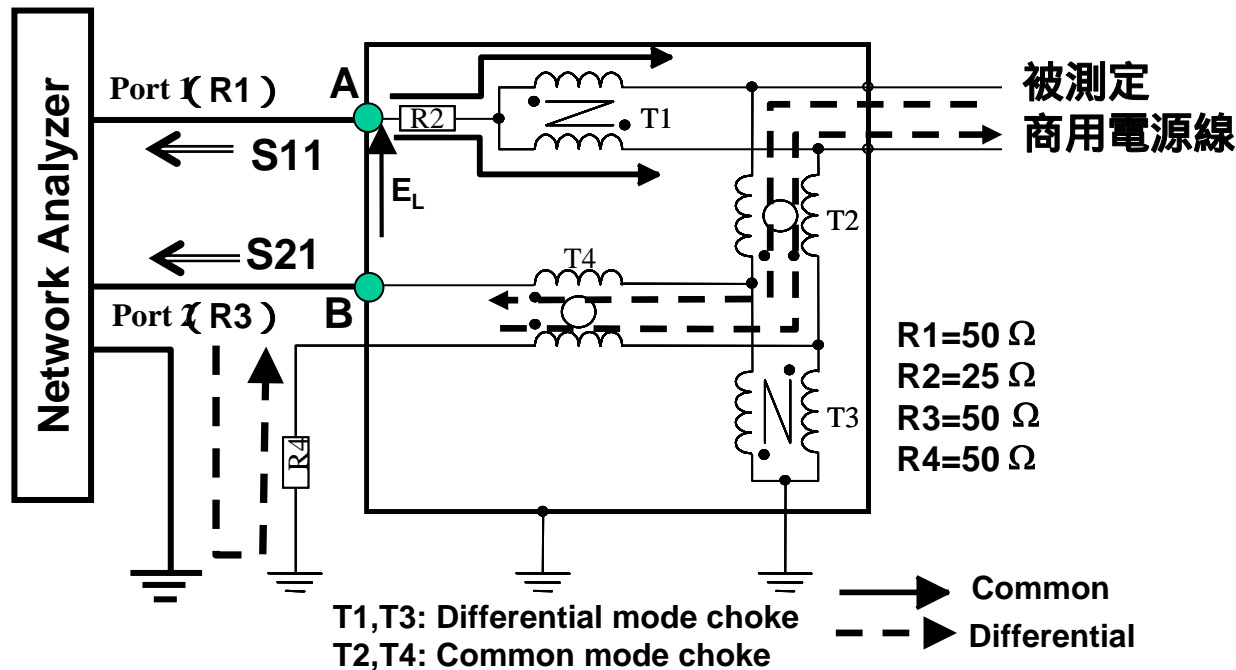 Network Analyzer
Port 1 ( R1 )
A
R2
T1
被測定
商用電源線
S11
EL
S21
T4
T2
B
Port 2 ( R3 )
R4
T3
R1=50 Ω
R2=25 Ω
R3=50 Ω
R4=50 Ω
T1,T3: Differential mode choke
T2,T4: Common mode choke
Common
Differential